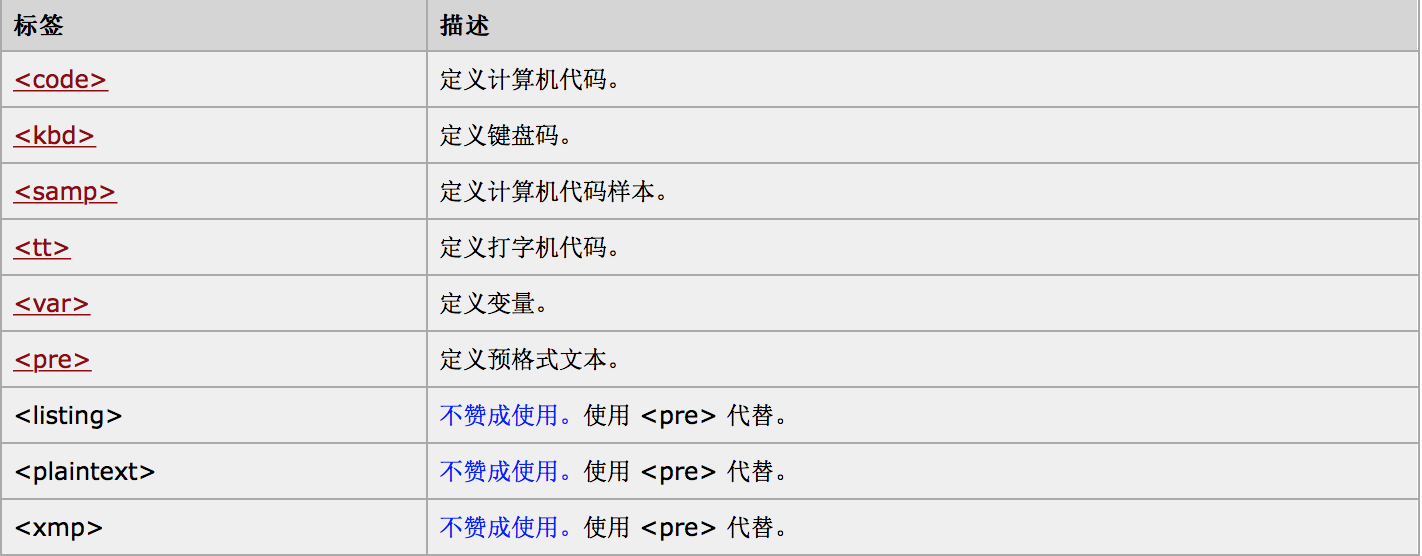 标签 描述
<code> 定义计算机代码。
<kbd> 定义键盘码。
<samp> 定义计算机代码样本。
<tt> 定义打字机代码。
<var> 定义变量。
<pre> 定义预格式文本。
<listing> 不赞成使用。使用 <pre> 代替。
<plaintext> 不赞成使用。使用 <pre> 代替。
<xmp> 不赞成使用。使用 <pre> 代替。